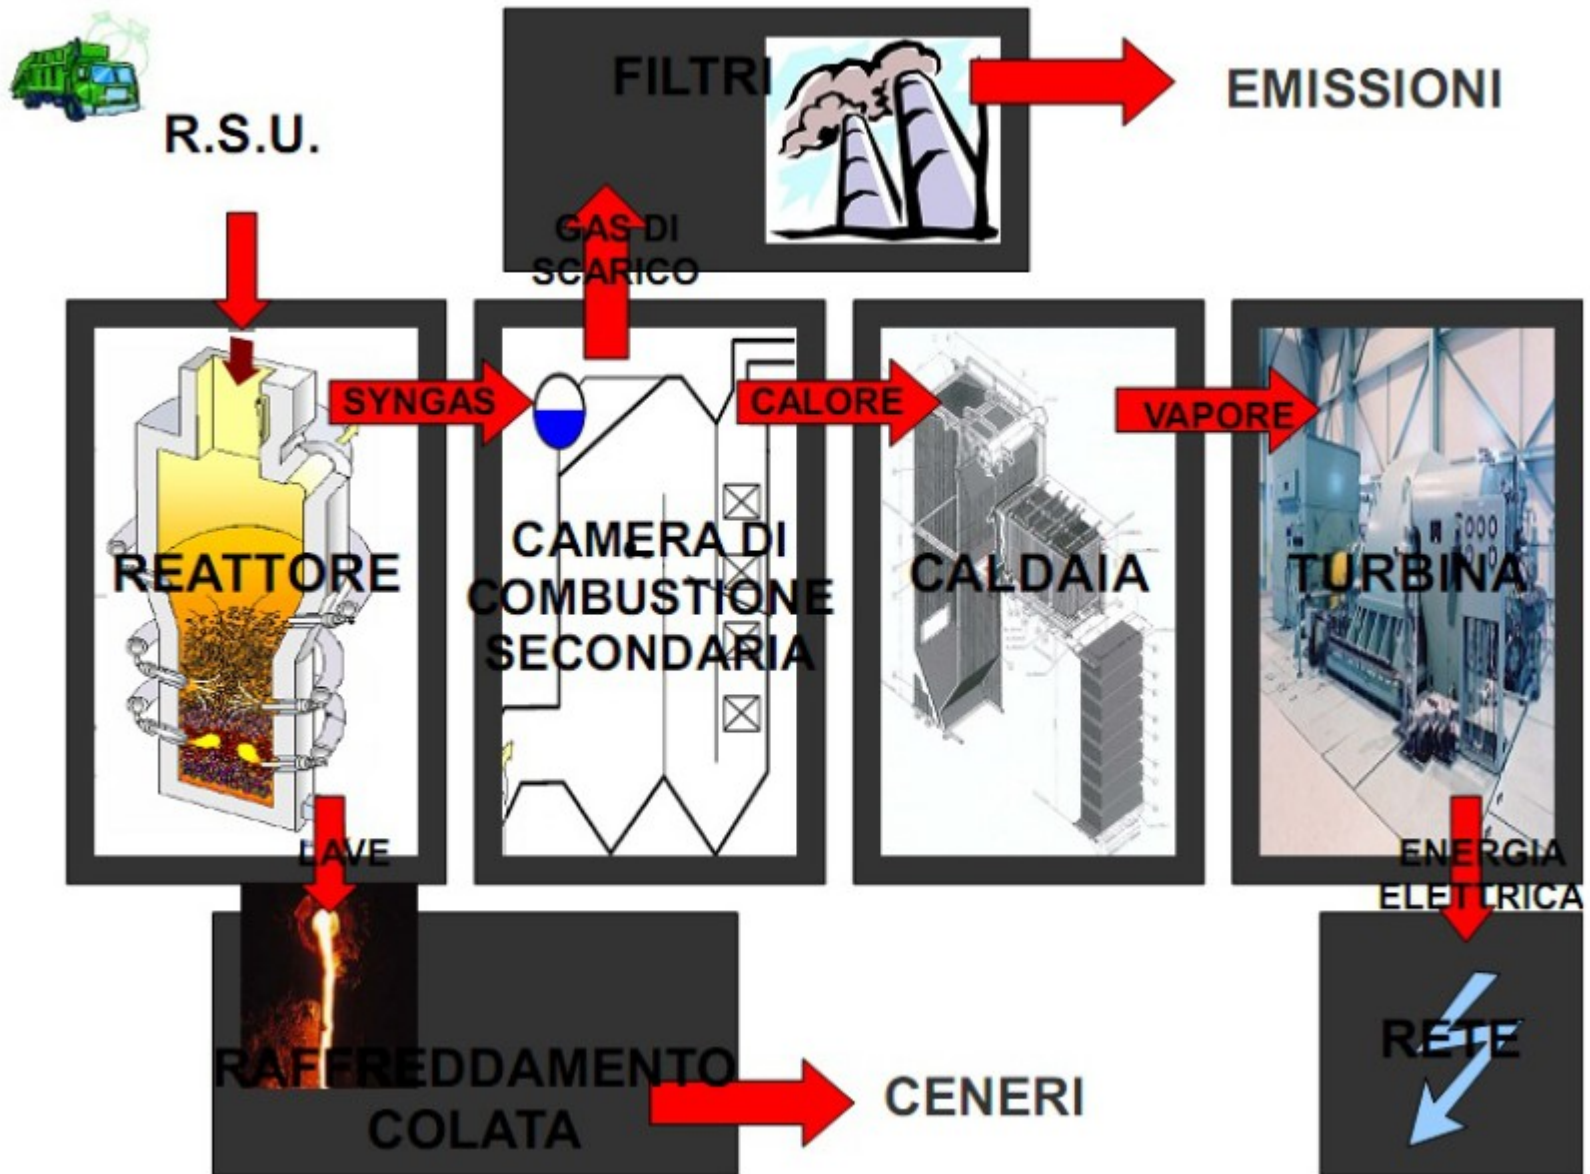 FILTRI
EMISSIONI
R.S.U.
GAS DI
SCARICO
SYNGAS
CALORE
VAPORE
REATTORE
CAMERA DI
COMBUSTIONE
SECONDARIA
CALDAIA
TURBINA
LAVE
ENERGIA
ELETTRICA
RAFFREDDAMENTO
COLATA
CENERI
RETE